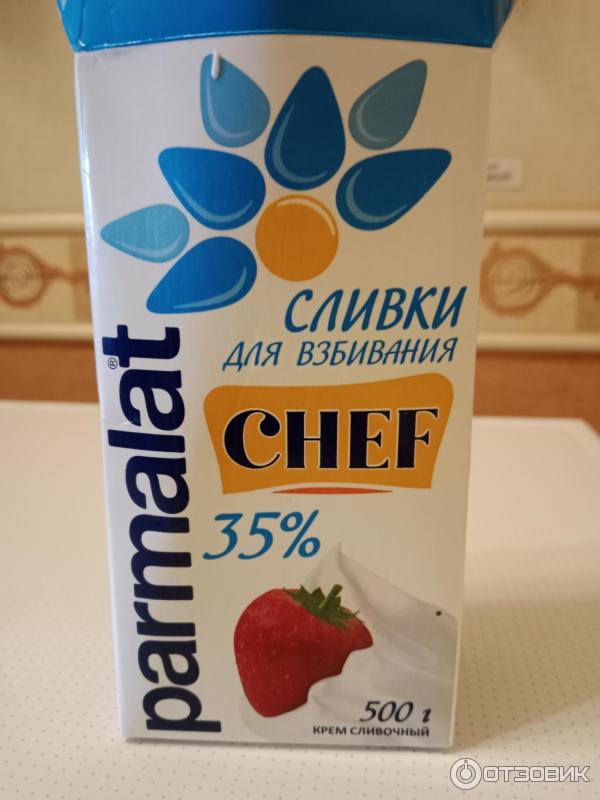 parmalat®
СЛИВКИ
ДЛЯ ВЗБИВАНИЯ
CHEF
35%
*
500 г
КРЕМ СЛИВОЧНЫЙ
ОТЗОВИК